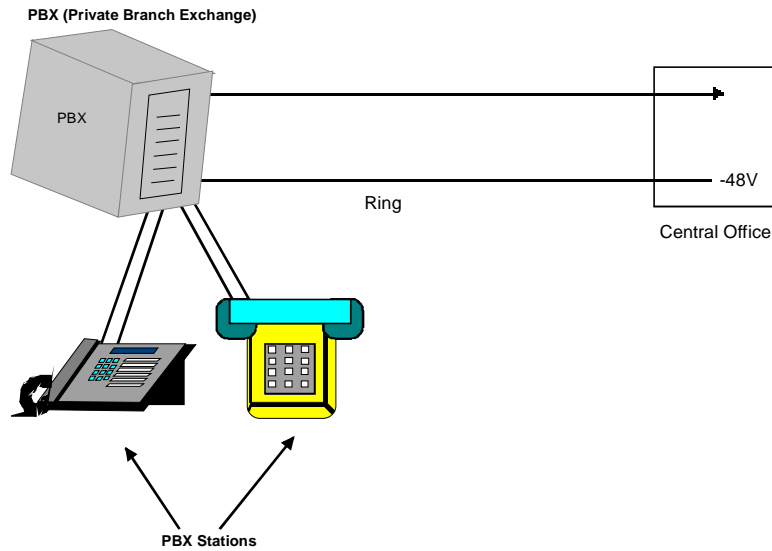 PBX (Private Branch Exchange)
PBX
Ring
-48V
Central Office
PBX Stations